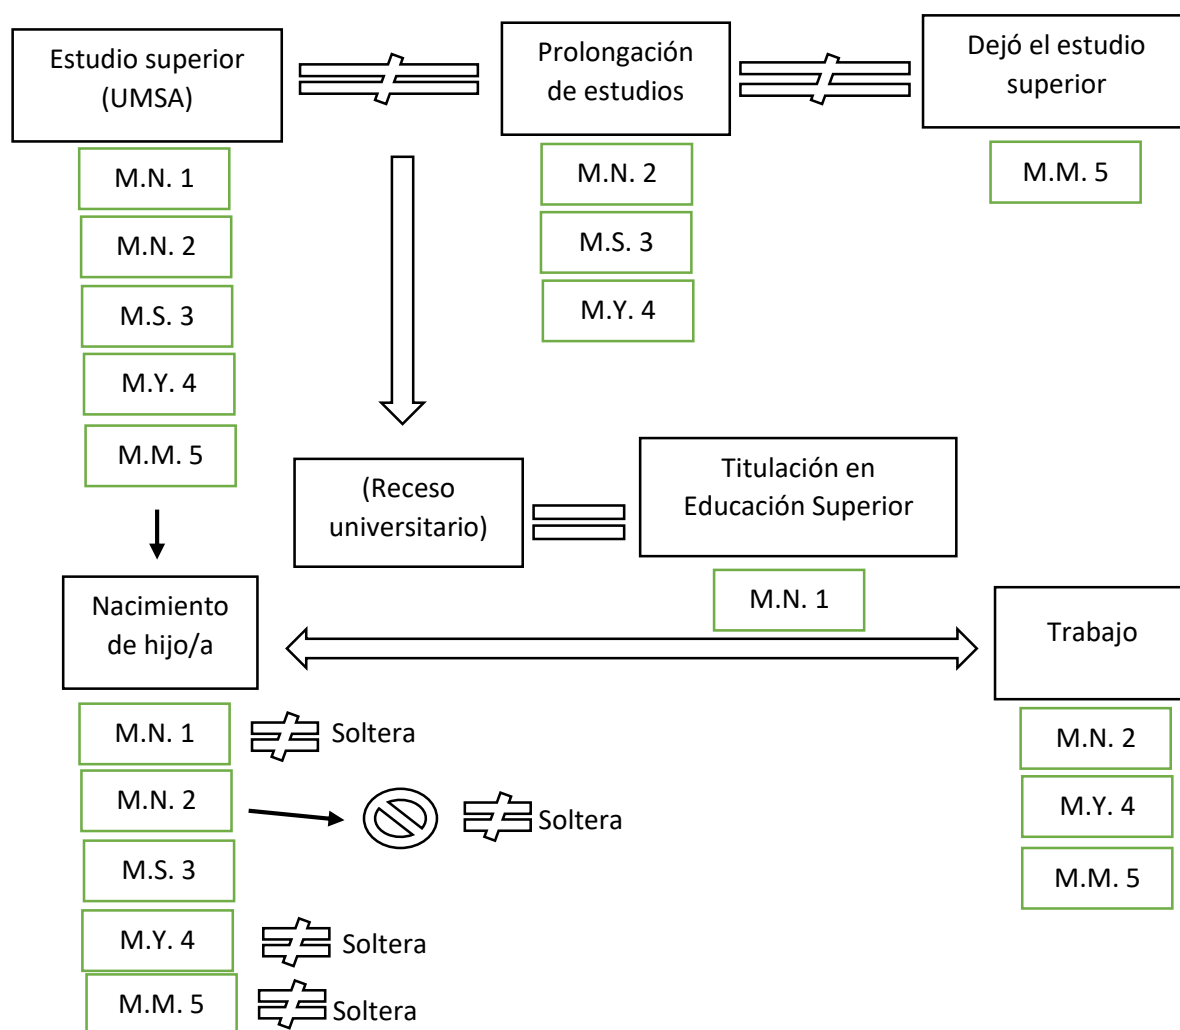 Estudio superior
(UMSA)
Prolongación
de estudios
Dejó el estudio
superior
M.N. 1
M.N. 2
M.S. 3
M.Y. 4
M.M. 5
M.N. 2
M.S. 3
M.Y. 4
M.M. 5
(Receso
universitario)
Titulación en
Educación Superior
M.N. 1
Nacimiento
de hijo/a
Trabajo
M.N. 1
Soltera
M.N. 2
Soltera
M.S. 3
M.Y. 4
Soltera
M.M. 5
Soltera
M.N. 2
M.Y. 4
M.M. 5